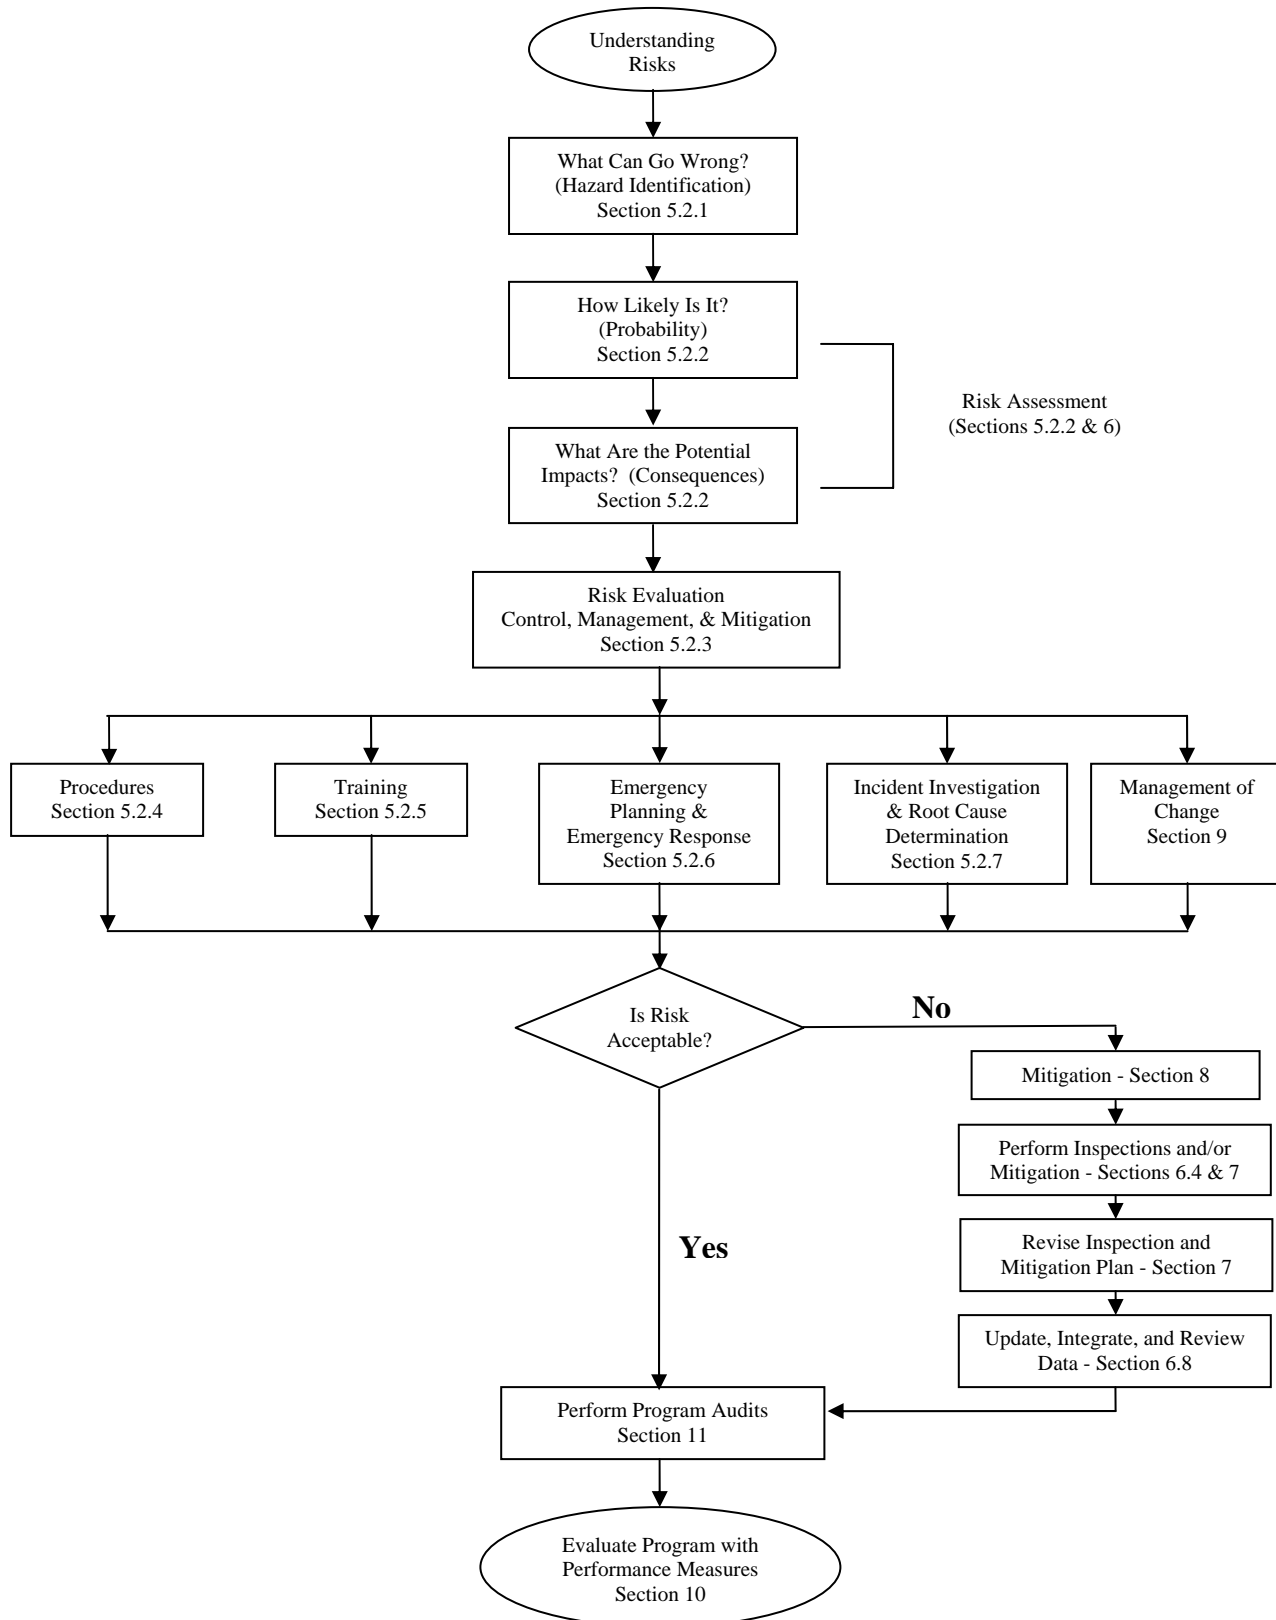 Understanding
Risks
What Can Go Wrong?
(Hazard Identification)
Section 5.2.1
How Likely Is It?
(Probability)
Section 5.2.2
Risk Assessment
(Sections 5.2.2 & 6)
What Are the Potential
Impacts?  (Consequences)
Section 5.2.2
Risk Evaluation
Control, Management, & Mitigation
Section 5.2.3
Procedures
Section 5.2.4
Training
Section 5.2.5
Emergency
Planning &
Emergency Response
Section 5.2.6
Incident Investigation
& Root Cause
Determination
Section 5.2.7
Management of
Change
Section 9
Is Risk
Acceptable?
No
Mitigation - Section 8
Perform Inspections and/or
Mitigation - Sections 6.4 & 7
Revise Inspection and
Mitigation Plan - Section 7
Update, Integrate, and Review
Data - Section 6.8
Yes
Perform Program Audits
Section 11
Evaluate Program with
Performance Measures
Section 10